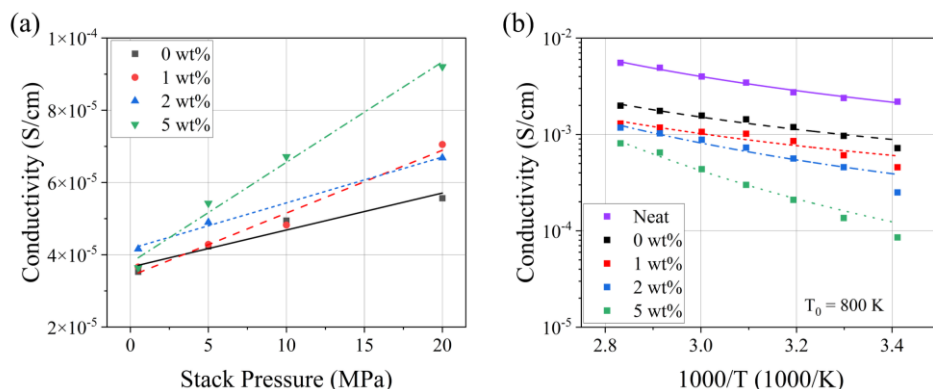 (a)
Conductivity (S/cm)
1×10⁻⁴
8×10⁻⁵
6×10⁻⁵
4×10⁻⁵
2×10⁻⁵
0 wt%
1 wt%
2 wt%
5 wt%
0 5 10 15 20
Stack Pressure (MPa)
(b)
Conductivity (S/cm)
10⁻²
10⁻³
10⁻⁴
10⁻⁵
Neat
0 wt%
1 wt%
2 wt%
5 wt%
T₀ = 800 K
2.8 3.0 3.2 3.4
1000/T (1000/K)